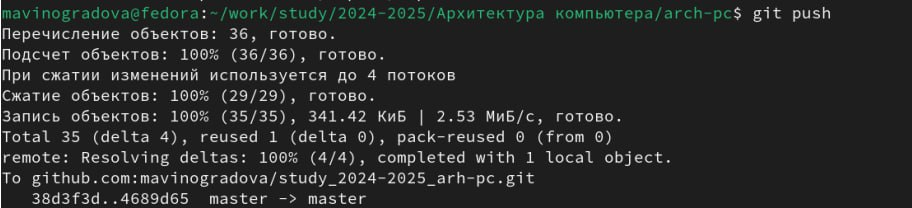 mavinogradova@fedora:~/work/study/2024-2025/Архитектура компьютера/arch-pc$ git push
Перечисление объектов: 36, готово.
Подсчет объектов: 100% (36/36), готово.
При сжатии изменений используется до 4 потоков
Сжатие объектов: 100% (29/29), готово.
Запись объектов: 100% (35/35), 341.42 КиБ | 2.53 МиБ/с, готово.
Total 35 (delta 4), reused 1 (delta 0), pack-reused 0 (from 0)
remote: Resolving deltas: 100% (4/4), completed with 1 local object.
To github.com:mavinogradova/study_2024-2025_arh-pc.git
   38d3f3d..4689d65  master -> master